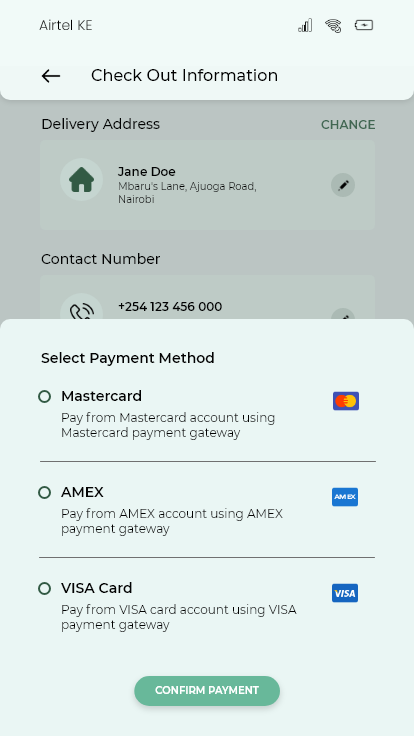 Airtel KE
Check Out Information
Delivery Address
CHANGE
Jane Doe
Mbaru's Lane, Ajuoga Road,
Nairobi
Contact Number
+254 123 456 000
Select Payment Method
Mastercard
Pay from Mastercard account using
Mastercard payment gateway
AMEX
AMEX
Pay from AMEX account using AMEX
payment gateway
VISA Card
VISA
Pay from VISA card account using VISA
payment gateway
CONFIRM PAYMENT